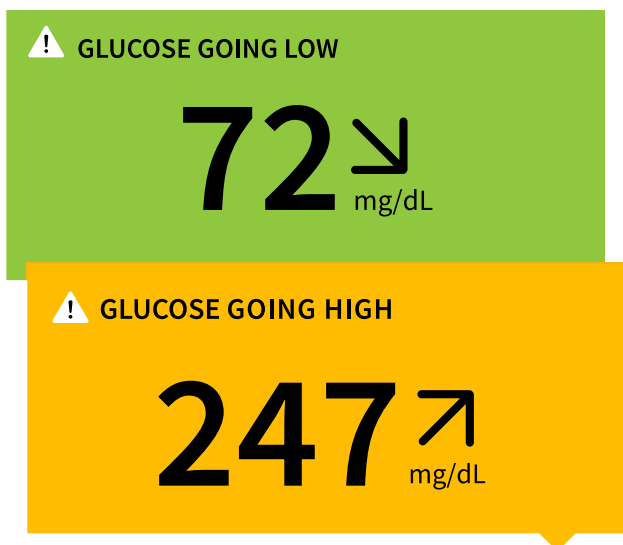 GLUCOSE GOING LOW
72
mg/dL
GLUCOSE GOING HIGH
247
mg/dL